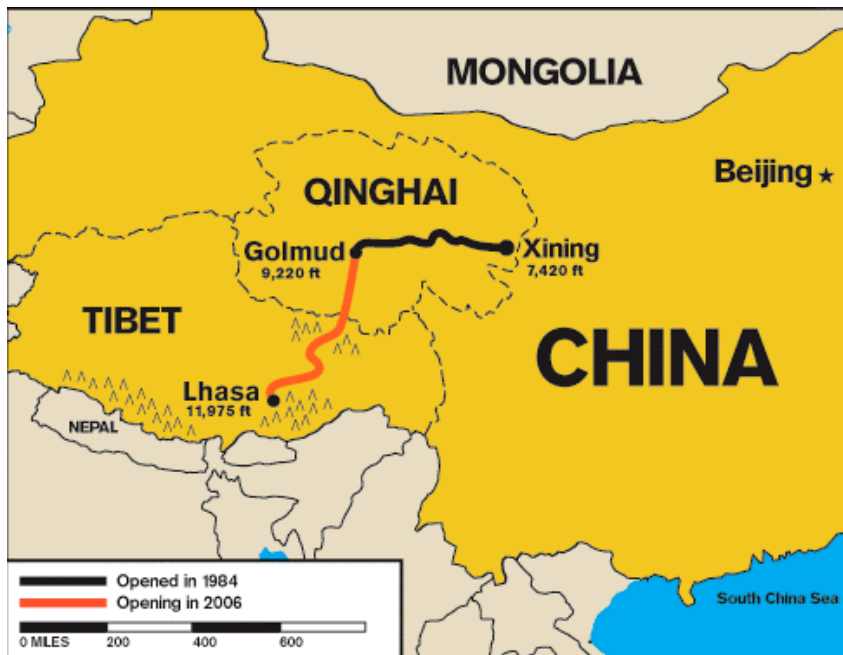 MONGOLIA
Beijing
QINGHAI
Golmud
9,220 ft
Xining
7,420 ft
TIBET
CHINA
Lhasa
11,975 ft
NEPAL
Opened in 1984
Opening in 2006
South China Sea
0 MILES 200 400 600